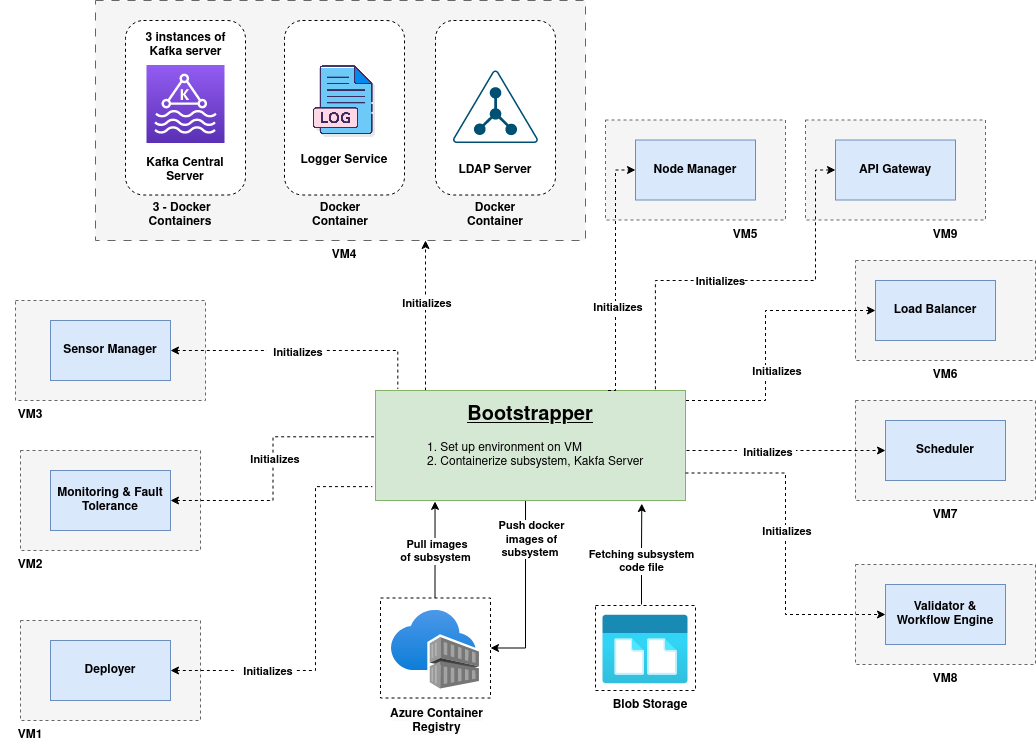 3 instances of
Kafka server
K
Kafka Central
Server
3 - Docker
Containers
LOG
Logger Service
Docker
Container
LDAP Server
Docker
Container
VM4
Node Manager
VM5
API Gateway
VM9
Initializes
Initializes
Initializes
Load Balancer
VM6
Initializes
Sensor Manager
VM3
Initializes
Bootstrapper
1. Set up environment on VM
2. Containerize subsystem, Kakfa Server
Initializes
Scheduler
VM7
Monitoring & Fault
Tolerance
VM2
Initializes
Pull images
of subsystem
Push docker
images of
subsystem
Fetching subsystem
code file
Initializes
Validator &
Workflow Engine
VM8
Deployer
VM1
Initializes
Azure Container
Registry
Blob Storage